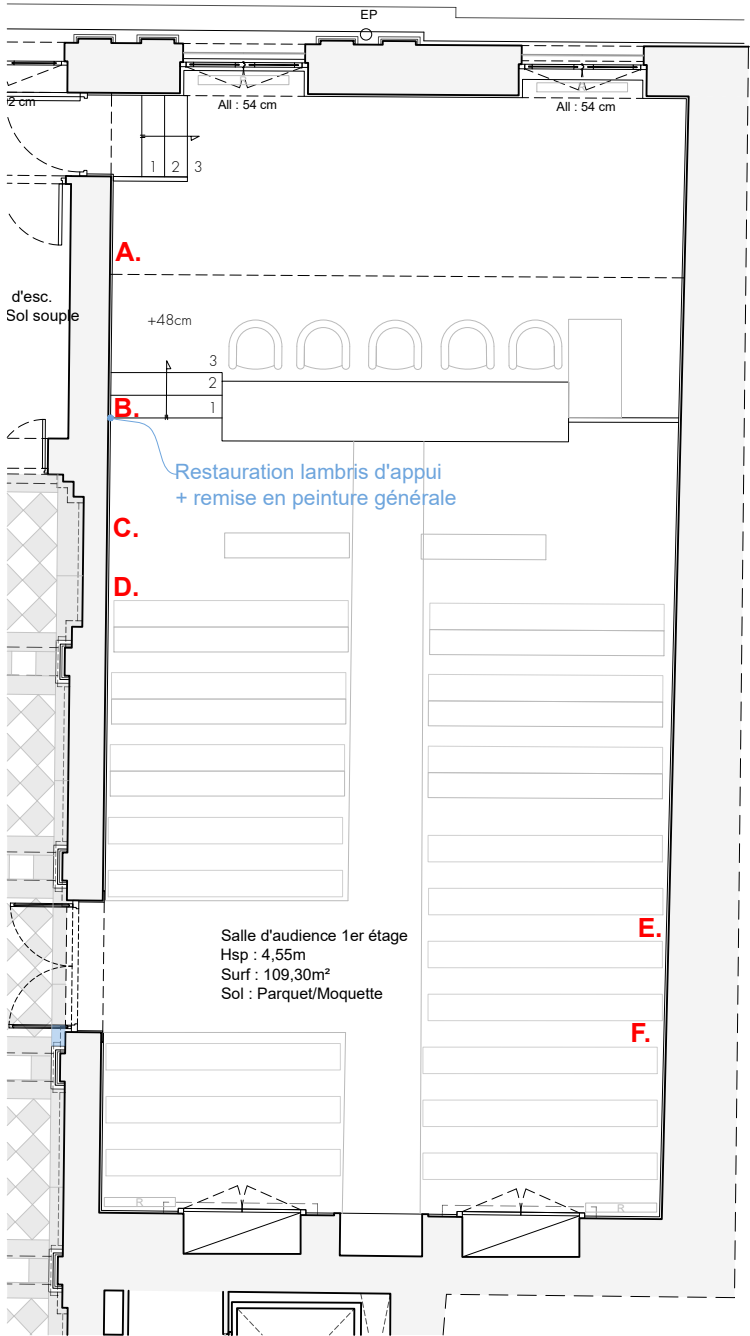 EP
2 cm
All : 54 cm
All : 54 cm
1 2 3
A.
d'esc.
Sol souple
+48cm
3
2
B.
1
Restauration lambris d'appui
+ remise en peinture générale
C.
D.
E.
Salle d'audience 1er étage
Hsp : 4,55m
Surf : 109,30m²
Sol : Parquet/Moquette
F.
R
R